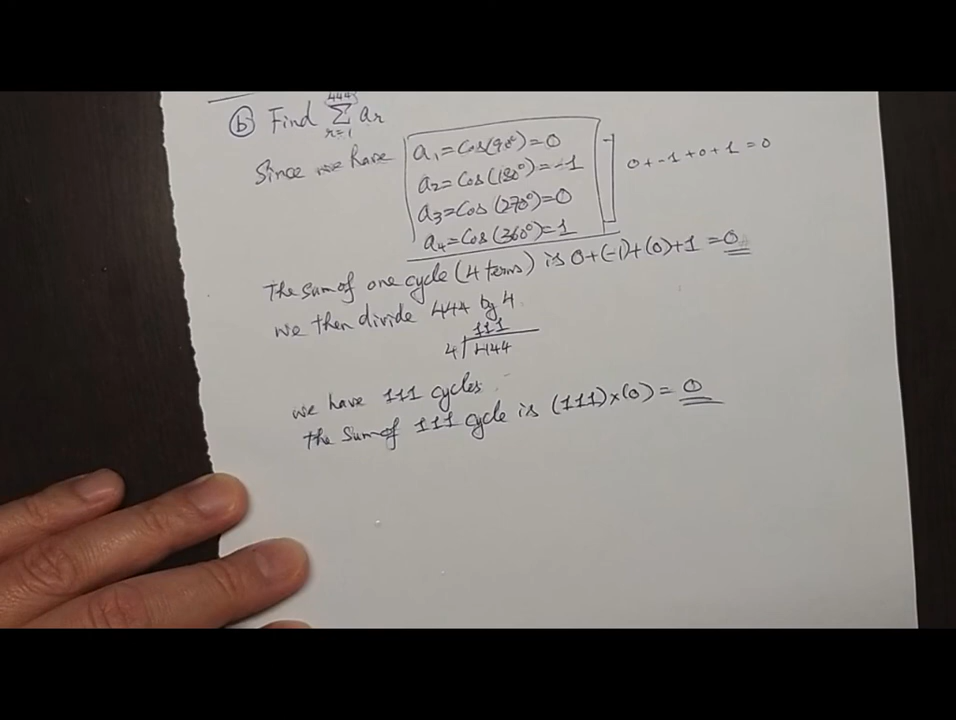 ⓑ Find ∑ aᵣ
r=1
Since we have
a₁=Cos(90°)=0
a₂=Cos(180°)=-1
a₃=Cos(270°)=0
a₄=Cos(360°)=1
0+-1+0+1=0
The sum of one cycle (4 terms) is 0+(-1)+(0)+1=0
we then divide 444 by 4.
111
4 444
we have 111 cycles.
the sum of 111 cycle is (111)×(0)=0